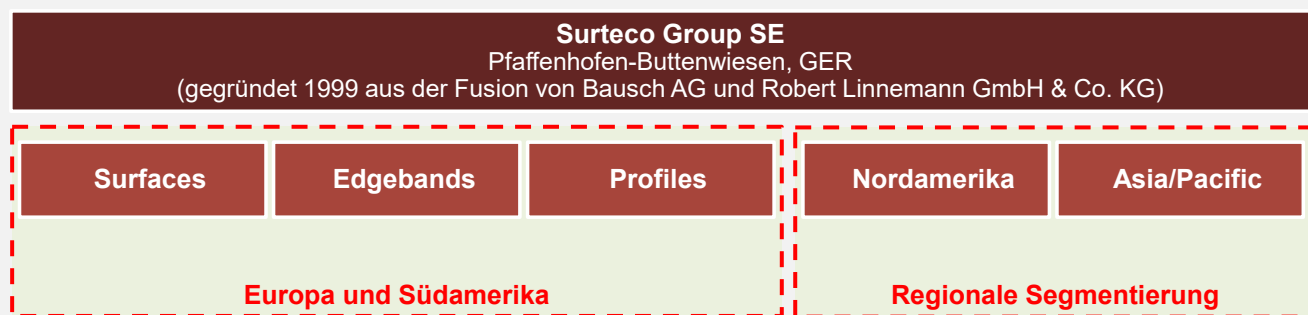 Surteco Group SE
Pfaffenhofen-Buttenwiesen, GER
(gegründet 1999 aus der Fusion von Bausch AG und Robert Linnemann GmbH & Co. KG)
Surfaces
Edgebands
Profiles
Nordamerika
Asia/Pacific
Europa und Südamerika
Regionale Segmentierung